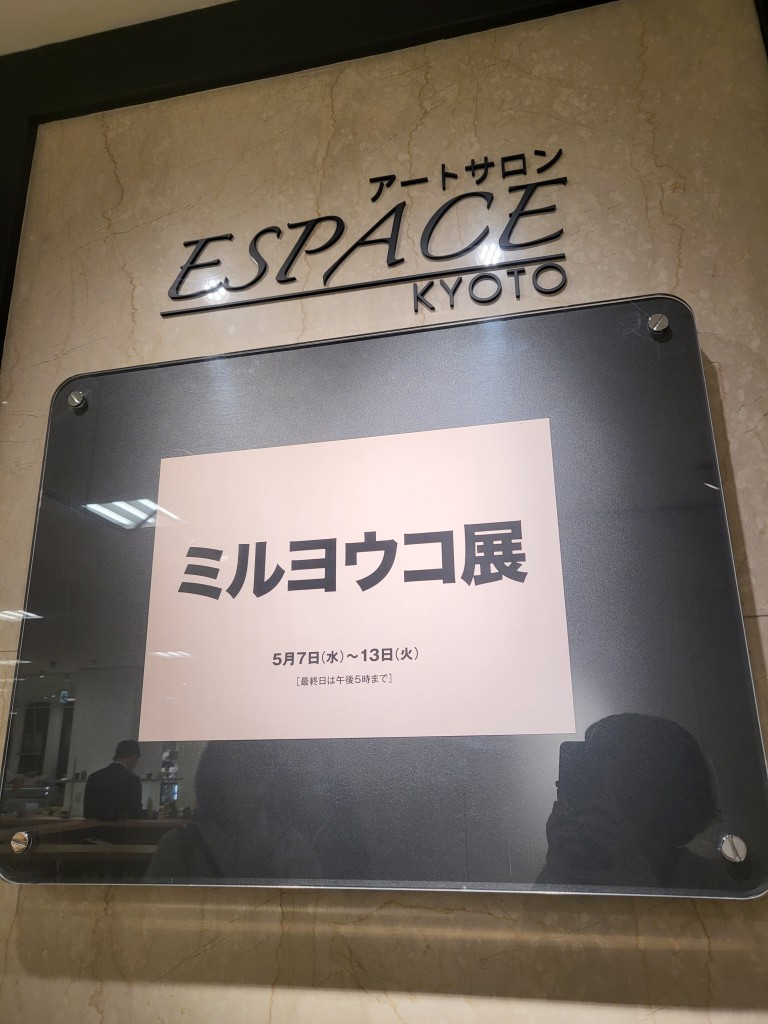 アートサロン
ESPACE
KYOTO
ミルヨウコ展
5月7日(水)〜13日(火)
[最終日は午後5時まで]